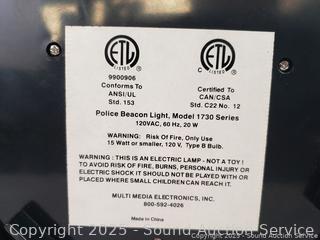 ETL ETL
LISTED C LISTED
9900906
Conforms To Certified To
ANSI/UL CAN/CSA
Std. 153 Std. C22 No. 12
Police Beacon Light, Model 1730 Series
120VAC, 60 Hz, 20 W
WARNING: Risk Of Fire, Only Use
15 Watt or smaller, 120 V, Type B Bulb.
WARNING : THIS IS AN ELECTRIC LAMP - NOT A TOY !
TO AVOID RISK OF FIRE, BURNS, PERSONAL INJURY OR
ELECTRIC SHOCK IT SHOULD NOT BE PLAYED WITH OR
PLACED WHERE SMALL CHILDREN CAN REACH IT.
MULTI MEDIA ELECTRONICS, INC.
800-592-4026
Made in China
Copyright 2025 - Sound Auction Service